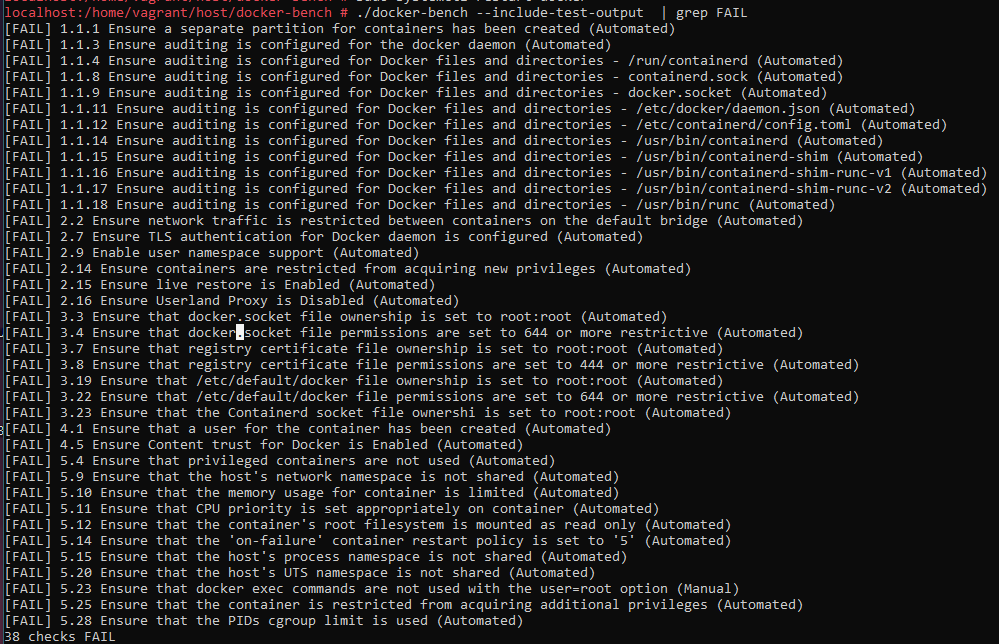 localhost:/home/vagrant/host/docker-bench # ./docker-bench --include-test-output  | grep FAIL
[FAIL] 1.1.1 Ensure a separate partition for containers has been created (Automated)
[FAIL] 1.1.3 Ensure auditing is configured for the docker daemon (Automated)
[FAIL] 1.1.4 Ensure auditing is configured for Docker files and directories - /run/containerd (Automated)
[FAIL] 1.1.8 Ensure auditing is configured for Docker files and directories - containerd.sock (Automated)
[FAIL] 1.1.9 Ensure auditing is configured for Docker files and directories - docker.socket (Automated)
[FAIL] 1.1.11 Ensure auditing is configured for Docker files and directories - /etc/docker/daemon.json (Automated)
[FAIL] 1.1.12 Ensure auditing is configured for Docker files and directories - /etc/containerd/config.toml (Automated)
[FAIL] 1.1.14 Ensure auditing is configured for Docker files and directories - /usr/bin/containerd (Automated)
[FAIL] 1.1.15 Ensure auditing is configured for Docker files and directories - /usr/bin/containerd-shim (Automated)
[FAIL] 1.1.16 Ensure auditing is configured for Docker files and directories - /usr/bin/containerd-shim-runc-v1 (Automated)
[FAIL] 1.1.17 Ensure auditing is configured for Docker files and directories - /usr/bin/containerd-shim-runc-v2 (Automated)
[FAIL] 1.1.18 Ensure auditing is configured for Docker files and directories - /usr/bin/runc (Automated)
[FAIL] 2.2 Ensure network traffic is restricted between containers on the default bridge (Automated)
[FAIL] 2.7 Ensure TLS authentication for Docker daemon is configured (Automated)
[FAIL] 2.9 Enable user namespace support (Automated)
[FAIL] 2.14 Ensure containers are restricted from acquiring new privileges (Automated)
[FAIL] 2.15 Ensure live restore is Enabled (Automated)
[FAIL] 2.16 Ensure Userland Proxy is Disabled (Automated)
[FAIL] 3.3 Ensure that docker.socket file ownership is set to root:root (Automated)
[FAIL] 3.4 Ensure that docker.socket file permissions are set to 644 or more restrictive (Automated)
[FAIL] 3.7 Ensure that registry certificate file ownership is set to root:root (Automated)
[FAIL] 3.8 Ensure that registry certificate file permissions are set to 444 or more restrictive (Automated)
[FAIL] 3.19 Ensure that /etc/default/docker file ownership is set to root:root (Automated)
[FAIL] 3.22 Ensure that /etc/default/docker file permissions are set to 644 or more restrictive (Automated)
[FAIL] 3.23 Ensure that the Containerd socket file ownershi is set to root:root (Automated)
[FAIL] 4.1 Ensure that a user for the container has been created (Automated)
[FAIL] 4.5 Ensure Content trust for Docker is Enabled (Automated)
[FAIL] 5.4 Ensure that privileged containers are not used (Automated)
[FAIL] 5.9 Ensure that the host's network namespace is not shared (Automated)
[FAIL] 5.10 Ensure that the memory usage for container is limited (Automated)
[FAIL] 5.11 Ensure that CPU priority is set appropriately on container (Automated)
[FAIL] 5.12 Ensure that the container's root filesystem is mounted as read only (Automated)
[FAIL] 5.14 Ensure that the 'on-failure' container restart policy is set to '5' (Automated)
[FAIL] 5.15 Ensure that the host's process namespace is not shared (Automated)
[FAIL] 5.20 Ensure that the host's UTS namespace is not shared (Automated)
[FAIL] 5.23 Ensure that docker exec commands are not used with the user=root option (Manual)
[FAIL] 5.25 Ensure that the container is restricted from acquiring additional privileges (Automated)
[FAIL] 5.28 Ensure that the PIDs cgroup limit is used (Automated)
38 checks FAIL